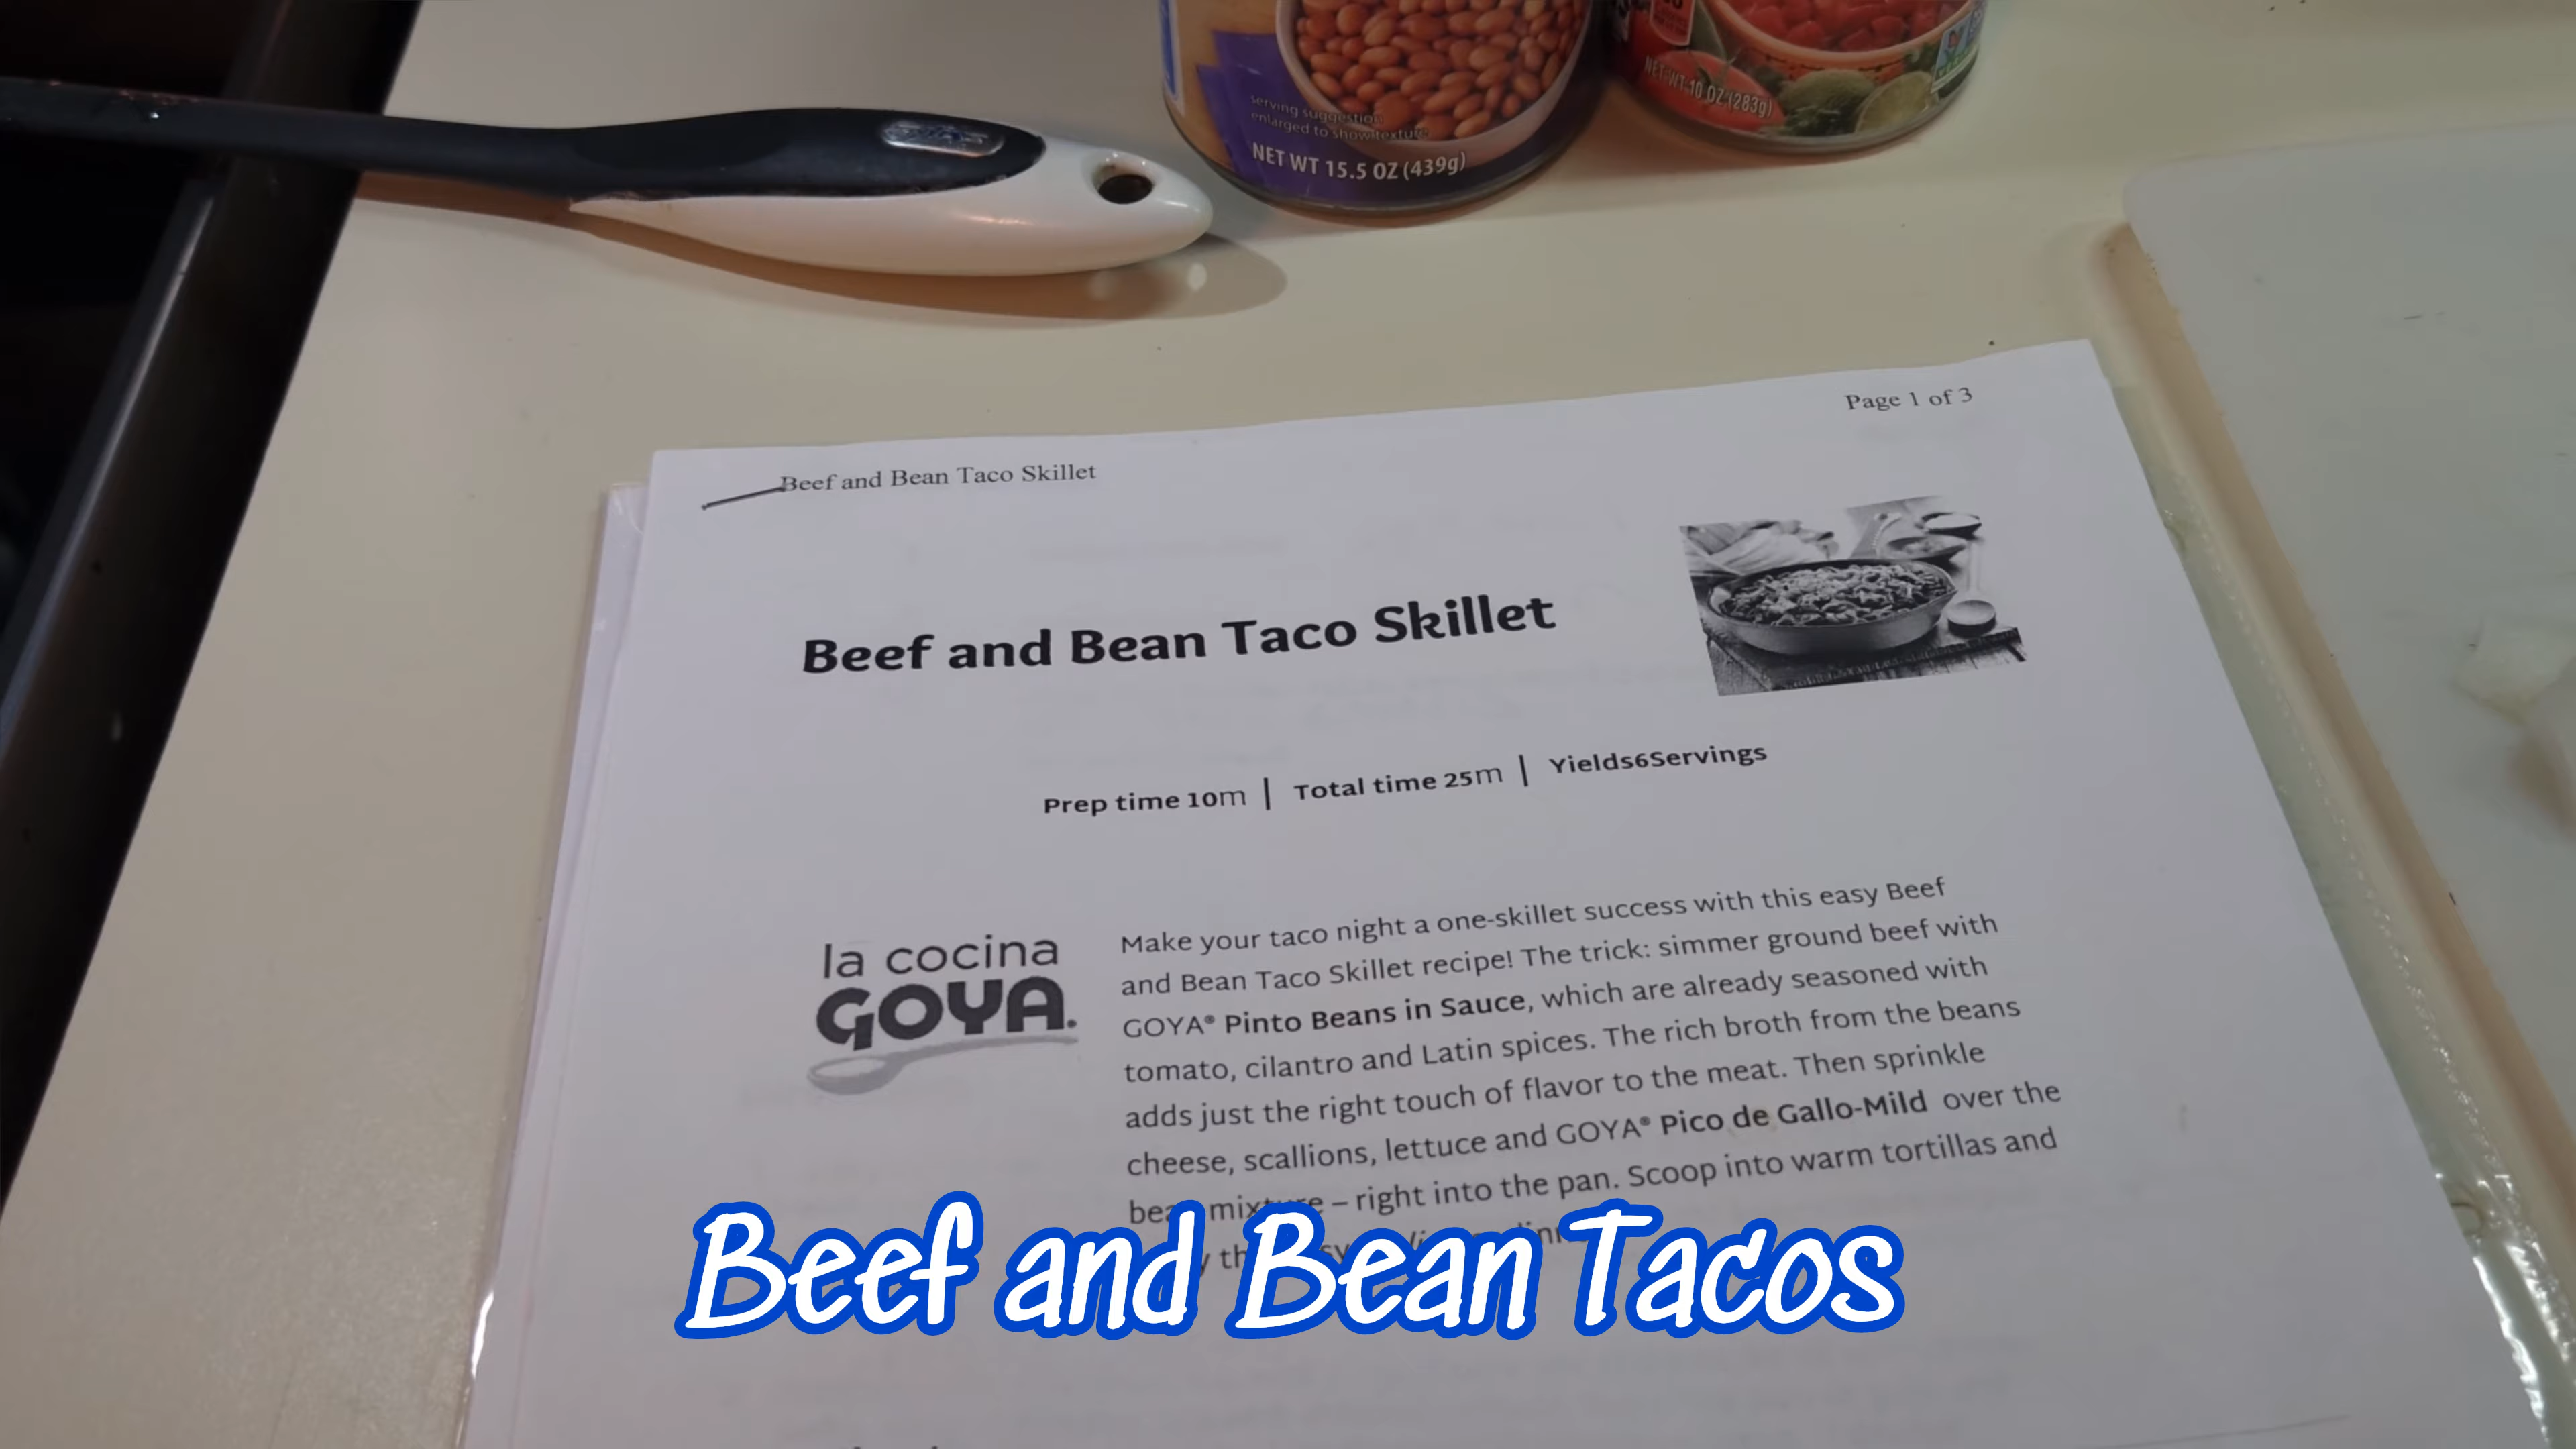 serving suggestion
enlarged to show texture
NET WT 15.5 OZ (439g)
NET WT 10 OZ (283g)
Page 1 of 3
Beef and Bean Taco Skillet
Beef and Bean Taco Skillet
Prep time 10m | Total time 25m | Yields6Servings
la cocina
GOYA®
Make your taco night a one-skillet success with this easy Beef
and Bean Taco Skillet recipe! The trick: simmer ground beef with
GOYA® Pinto Beans in Sauce, which are already seasoned with
tomato, cilantro and Latin spices. The rich broth from the beans
adds just the right touch of flavor to the meat. Then sprinkle
cheese, scallions, lettuce and GOYA® Pico de Gallo-Mild over the
mixture – right into the pan. Scoop into warm tortillas and
Beef and Bean Tacos